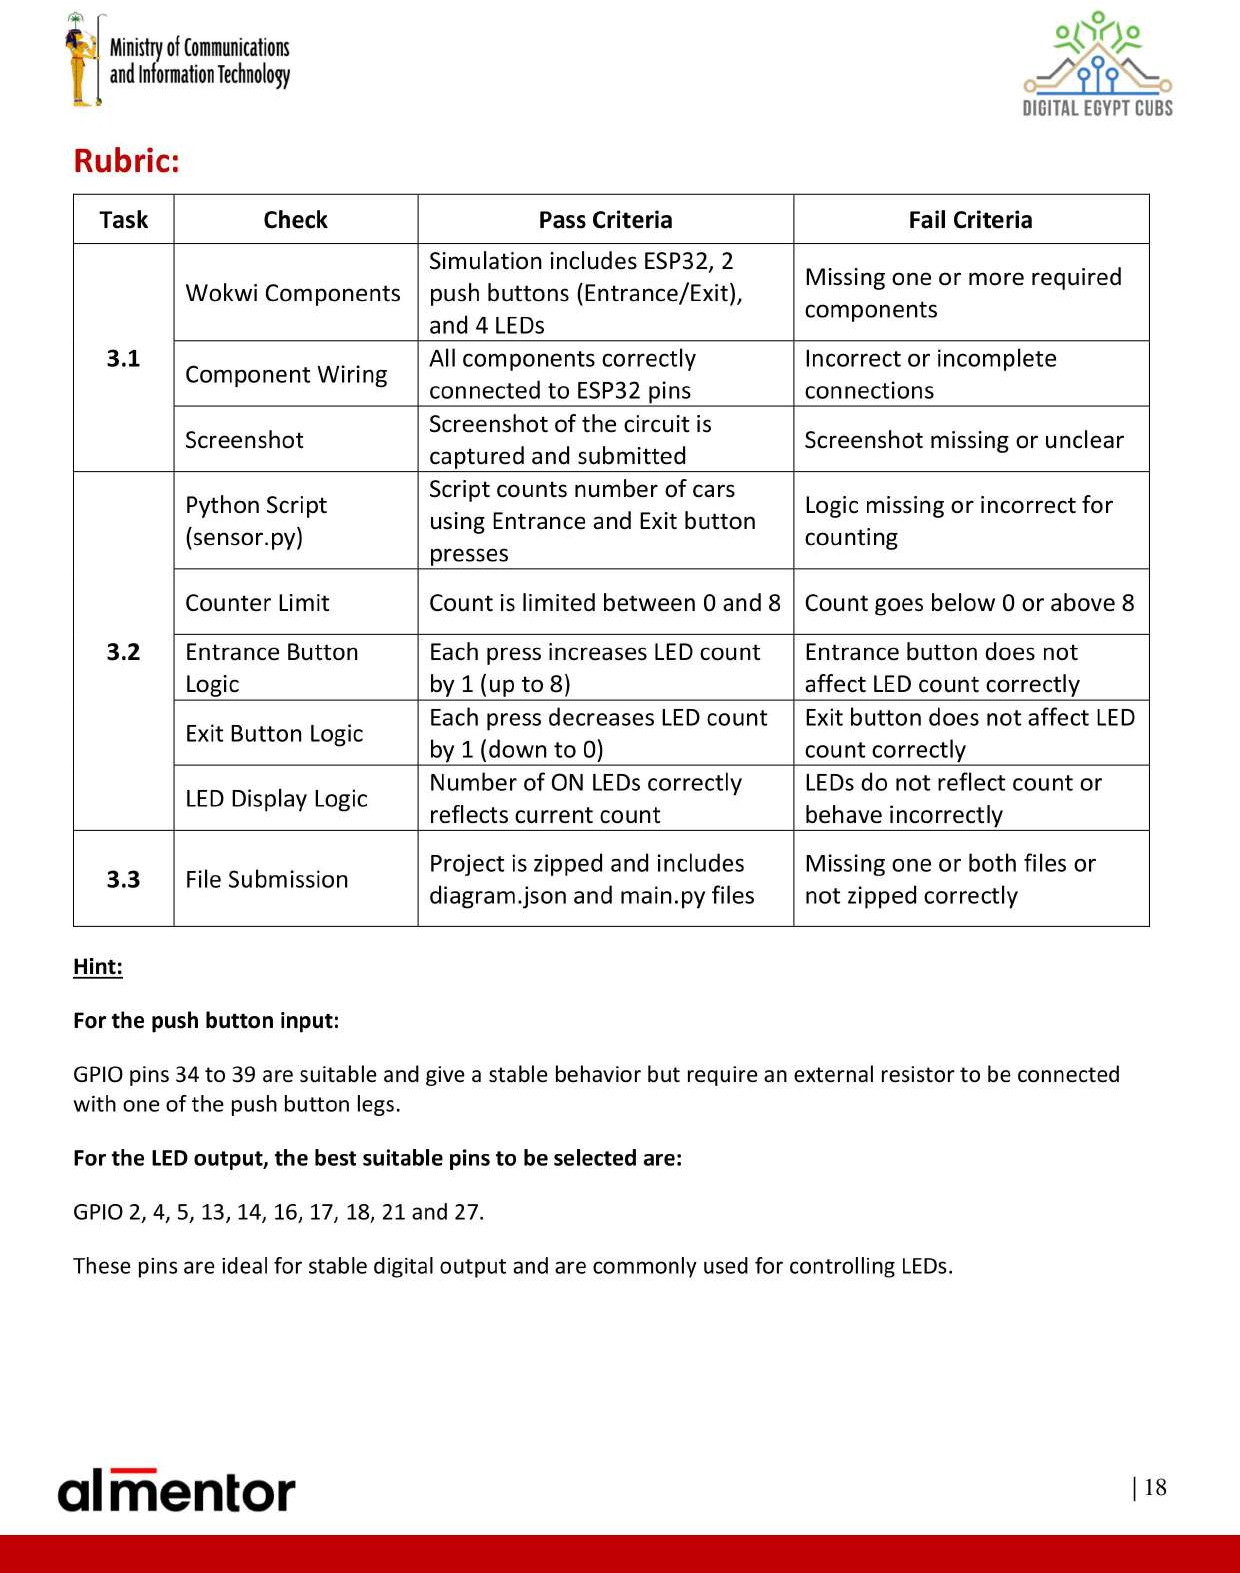 Ministry of Communications
and Information Technology
DIGITAL EGYPT CUBS
Rubric:
Task Check Pass Criteria Fail Criteria
3.1
Wokwi Components
Simulation includes ESP32, 2
push buttons (Entrance/Exit),
and 4 LEDs
Missing one or more required
components
Component Wiring
All components correctly
connected to ESP32 pins
Incorrect or incomplete
connections
Screenshot
Screenshot of the circuit is
captured and submitted
Screenshot missing or unclear
3.2
Python Script
(sensor.py)
Script counts number of cars
using Entrance and Exit button
presses
Logic missing or incorrect for
counting
Counter Limit
Count is limited between 0 and 8
Count goes below 0 or above 8
Entrance Button
Logic
Each press increases LED count
by 1 (up to 8)
Entrance button does not
affect LED count correctly
Exit Button Logic
Each press decreases LED count
by 1 (down to 0)
Exit button does not affect LED
count correctly
LED Display Logic
Number of ON LEDs correctly
reflects current count
LEDs do not reflect count or
behave incorrectly
3.3
File Submission
Project is zipped and includes
diagram.json and main.py files
Missing one or both files or
not zipped correctly
Hint:
For the push button input:
GPIO pins 34 to 39 are suitable and give a stable behavior but require an external resistor to be connected
with one of the push button legs.
For the LED output, the best suitable pins to be selected are:
GPIO 2, 4, 5, 13, 14, 16, 17, 18, 21 and 27.
These pins are ideal for stable digital output and are commonly used for controlling LEDs.
almentor
| 18